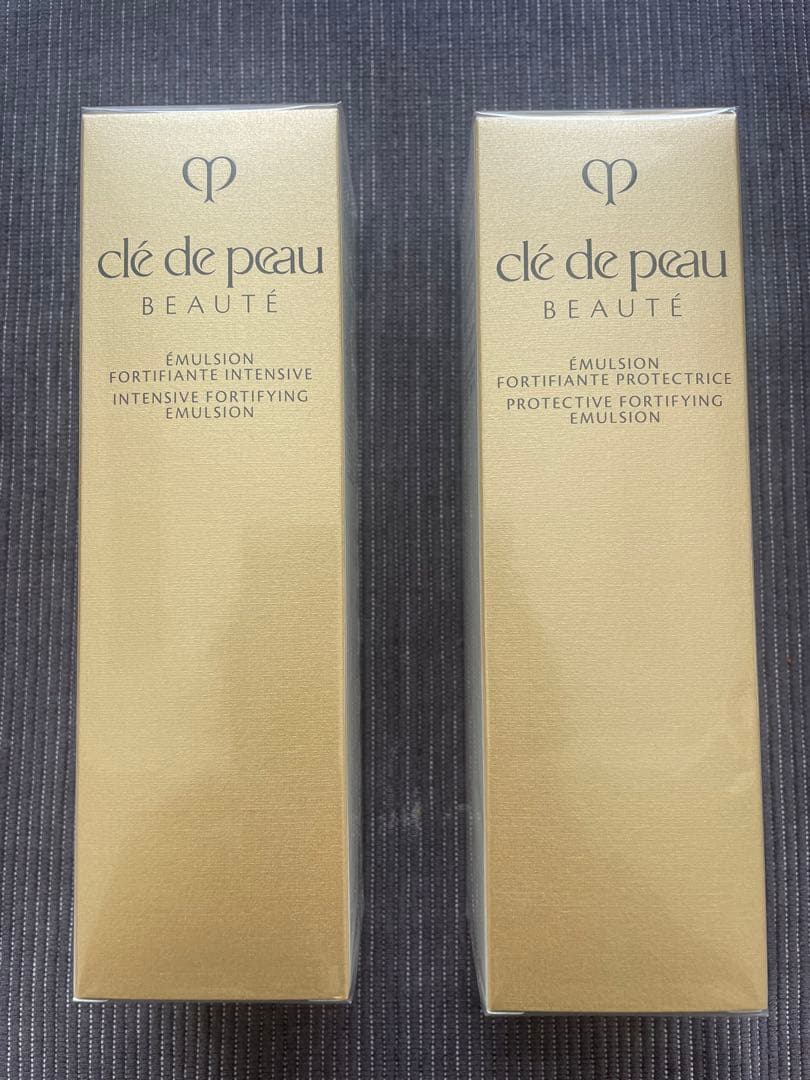 clé de peau
BEAUTÉ
ÉMULSION
FORTIFIANTE INTENSIVE
INTENSIVE FORTIFYING
EMULSION
clé de peau
BEAUTÉ
ÉMULSION
FORTIFIANTE PROTECTRICE
PROTECTIVE FORTIFYING
EMULSION